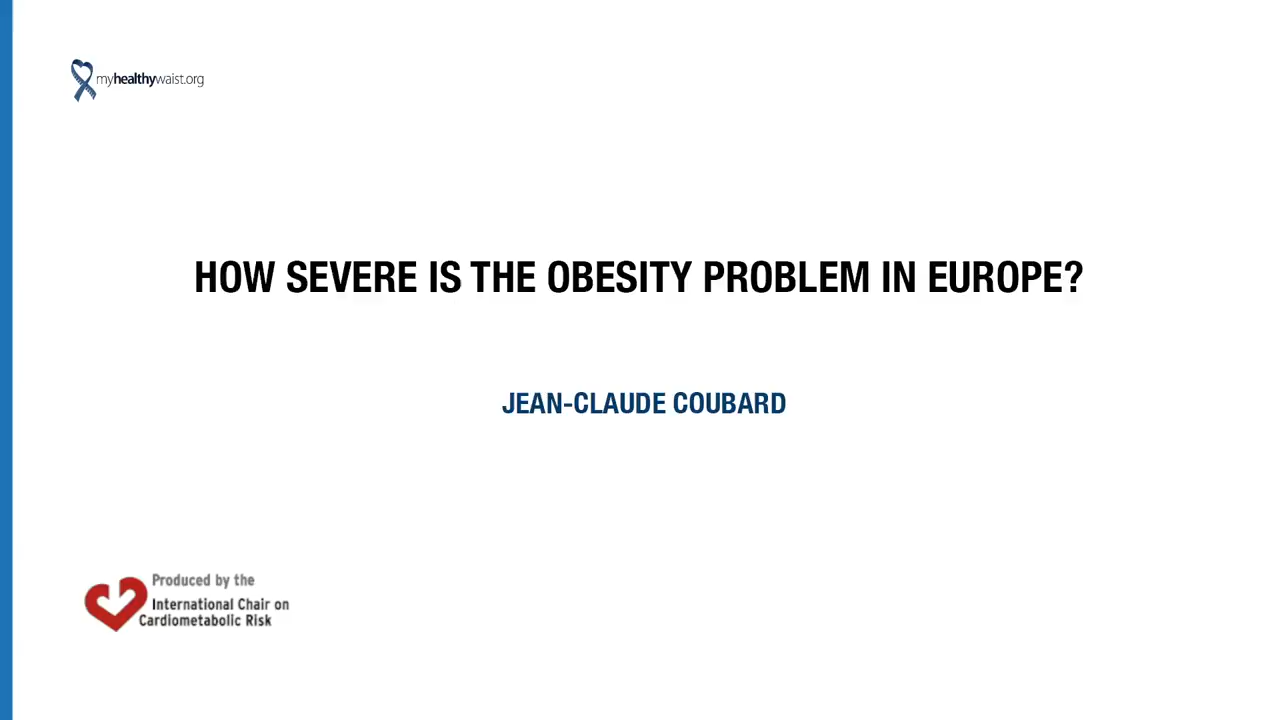 myhealthywaist.org
HOW SEVERE IS THE OBESITY PROBLEM IN EUROPE?
JEAN-CLAUDE COUBARD
Produced by the
International Chair on
Cardiometabolic Risk